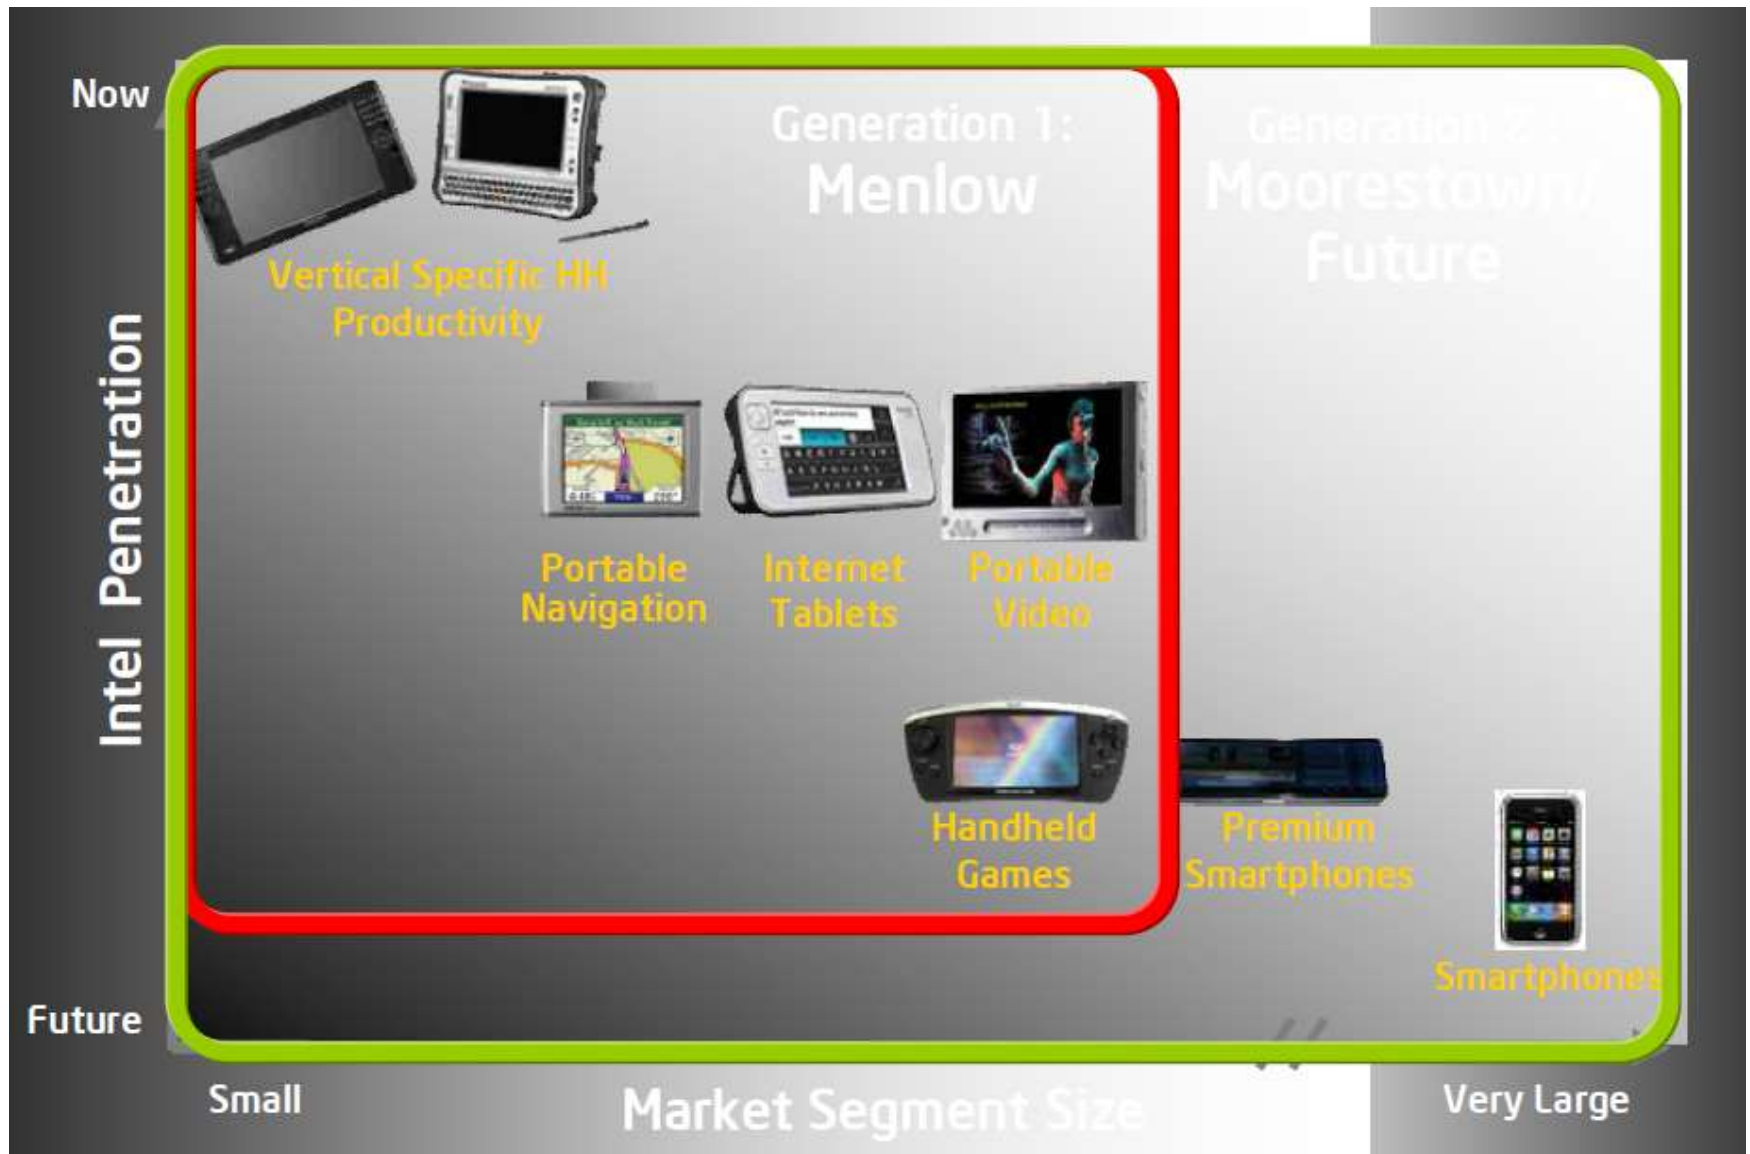 Now
Generation 1:
Menlow
Generation 2:
Moorestown/
Future
Vertical Specific HH
Productivity
Intel Penetration
Portable
Navigation
Internet
Tablets
Portable
Video
Handheld
Games
Premium
Smartphones
Smartphones
Future
Small
Market Segment Size
Very Large